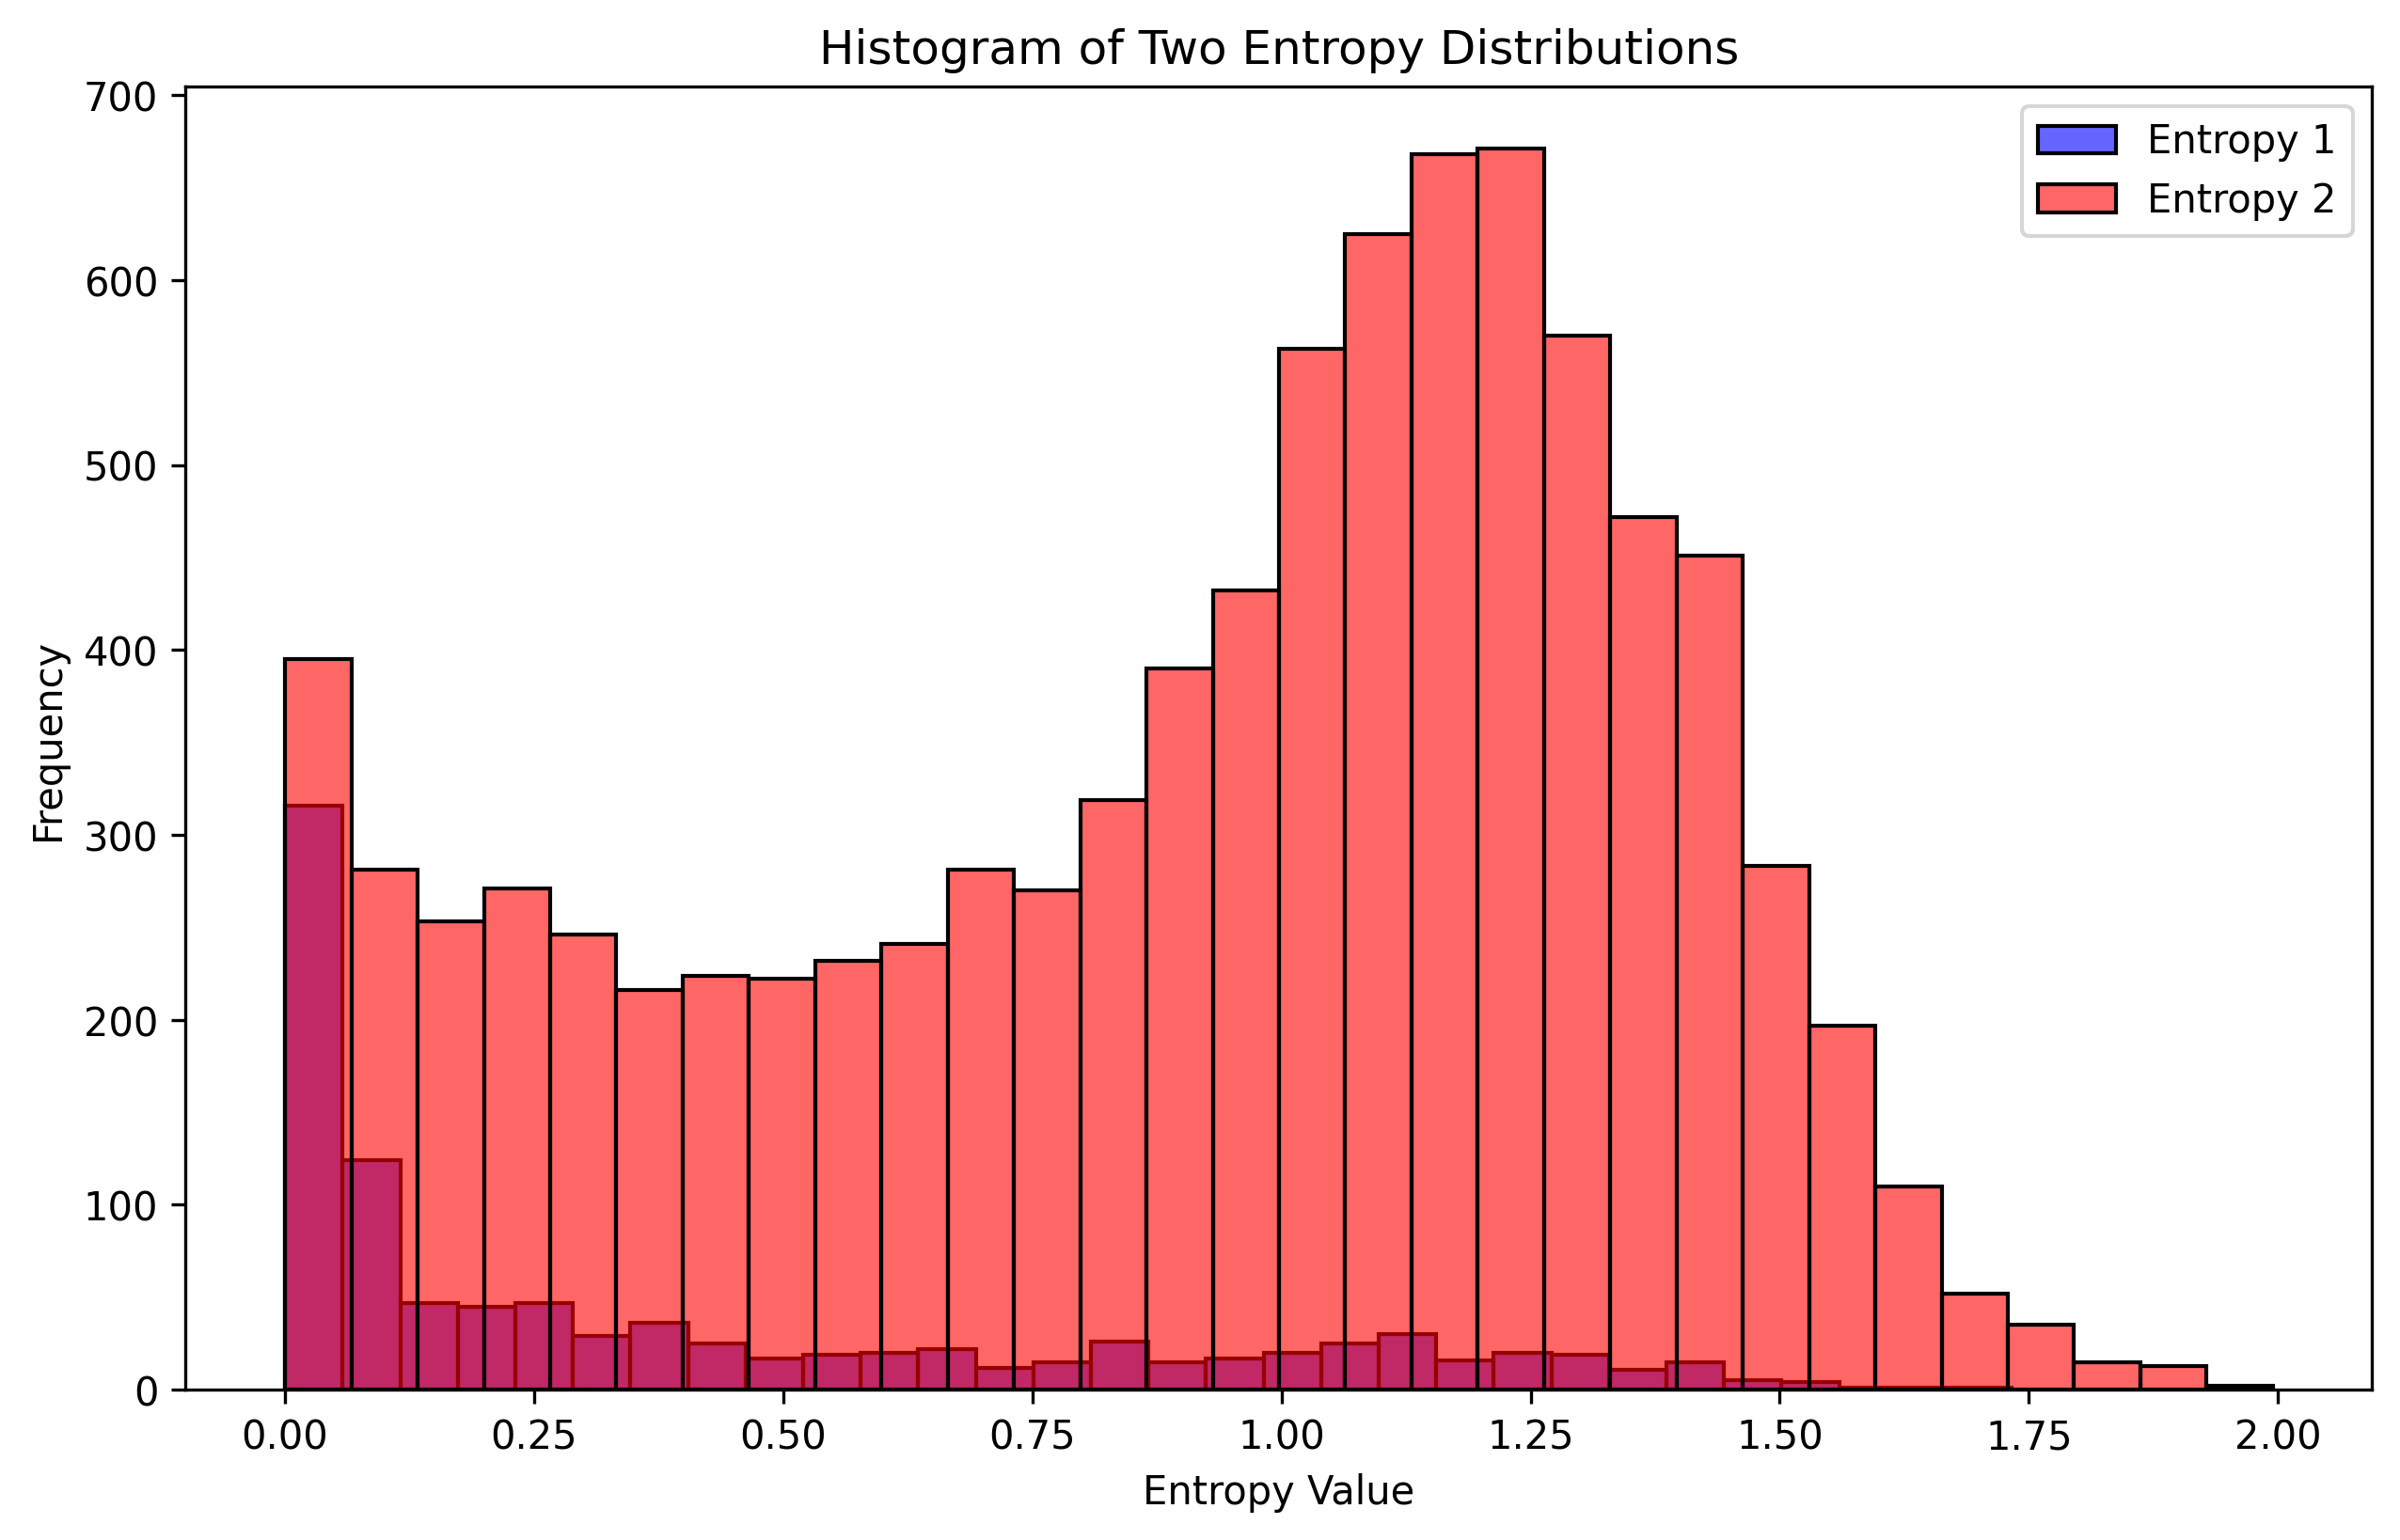 Histogram of Two Entropy Distributions
Entropy 1
Entropy 2
Frequency
700
600
500
400
300
200
100
0
0.00 0.25 0.50 0.75 1.00 1.25 1.50 1.75 2.00
Entropy Value